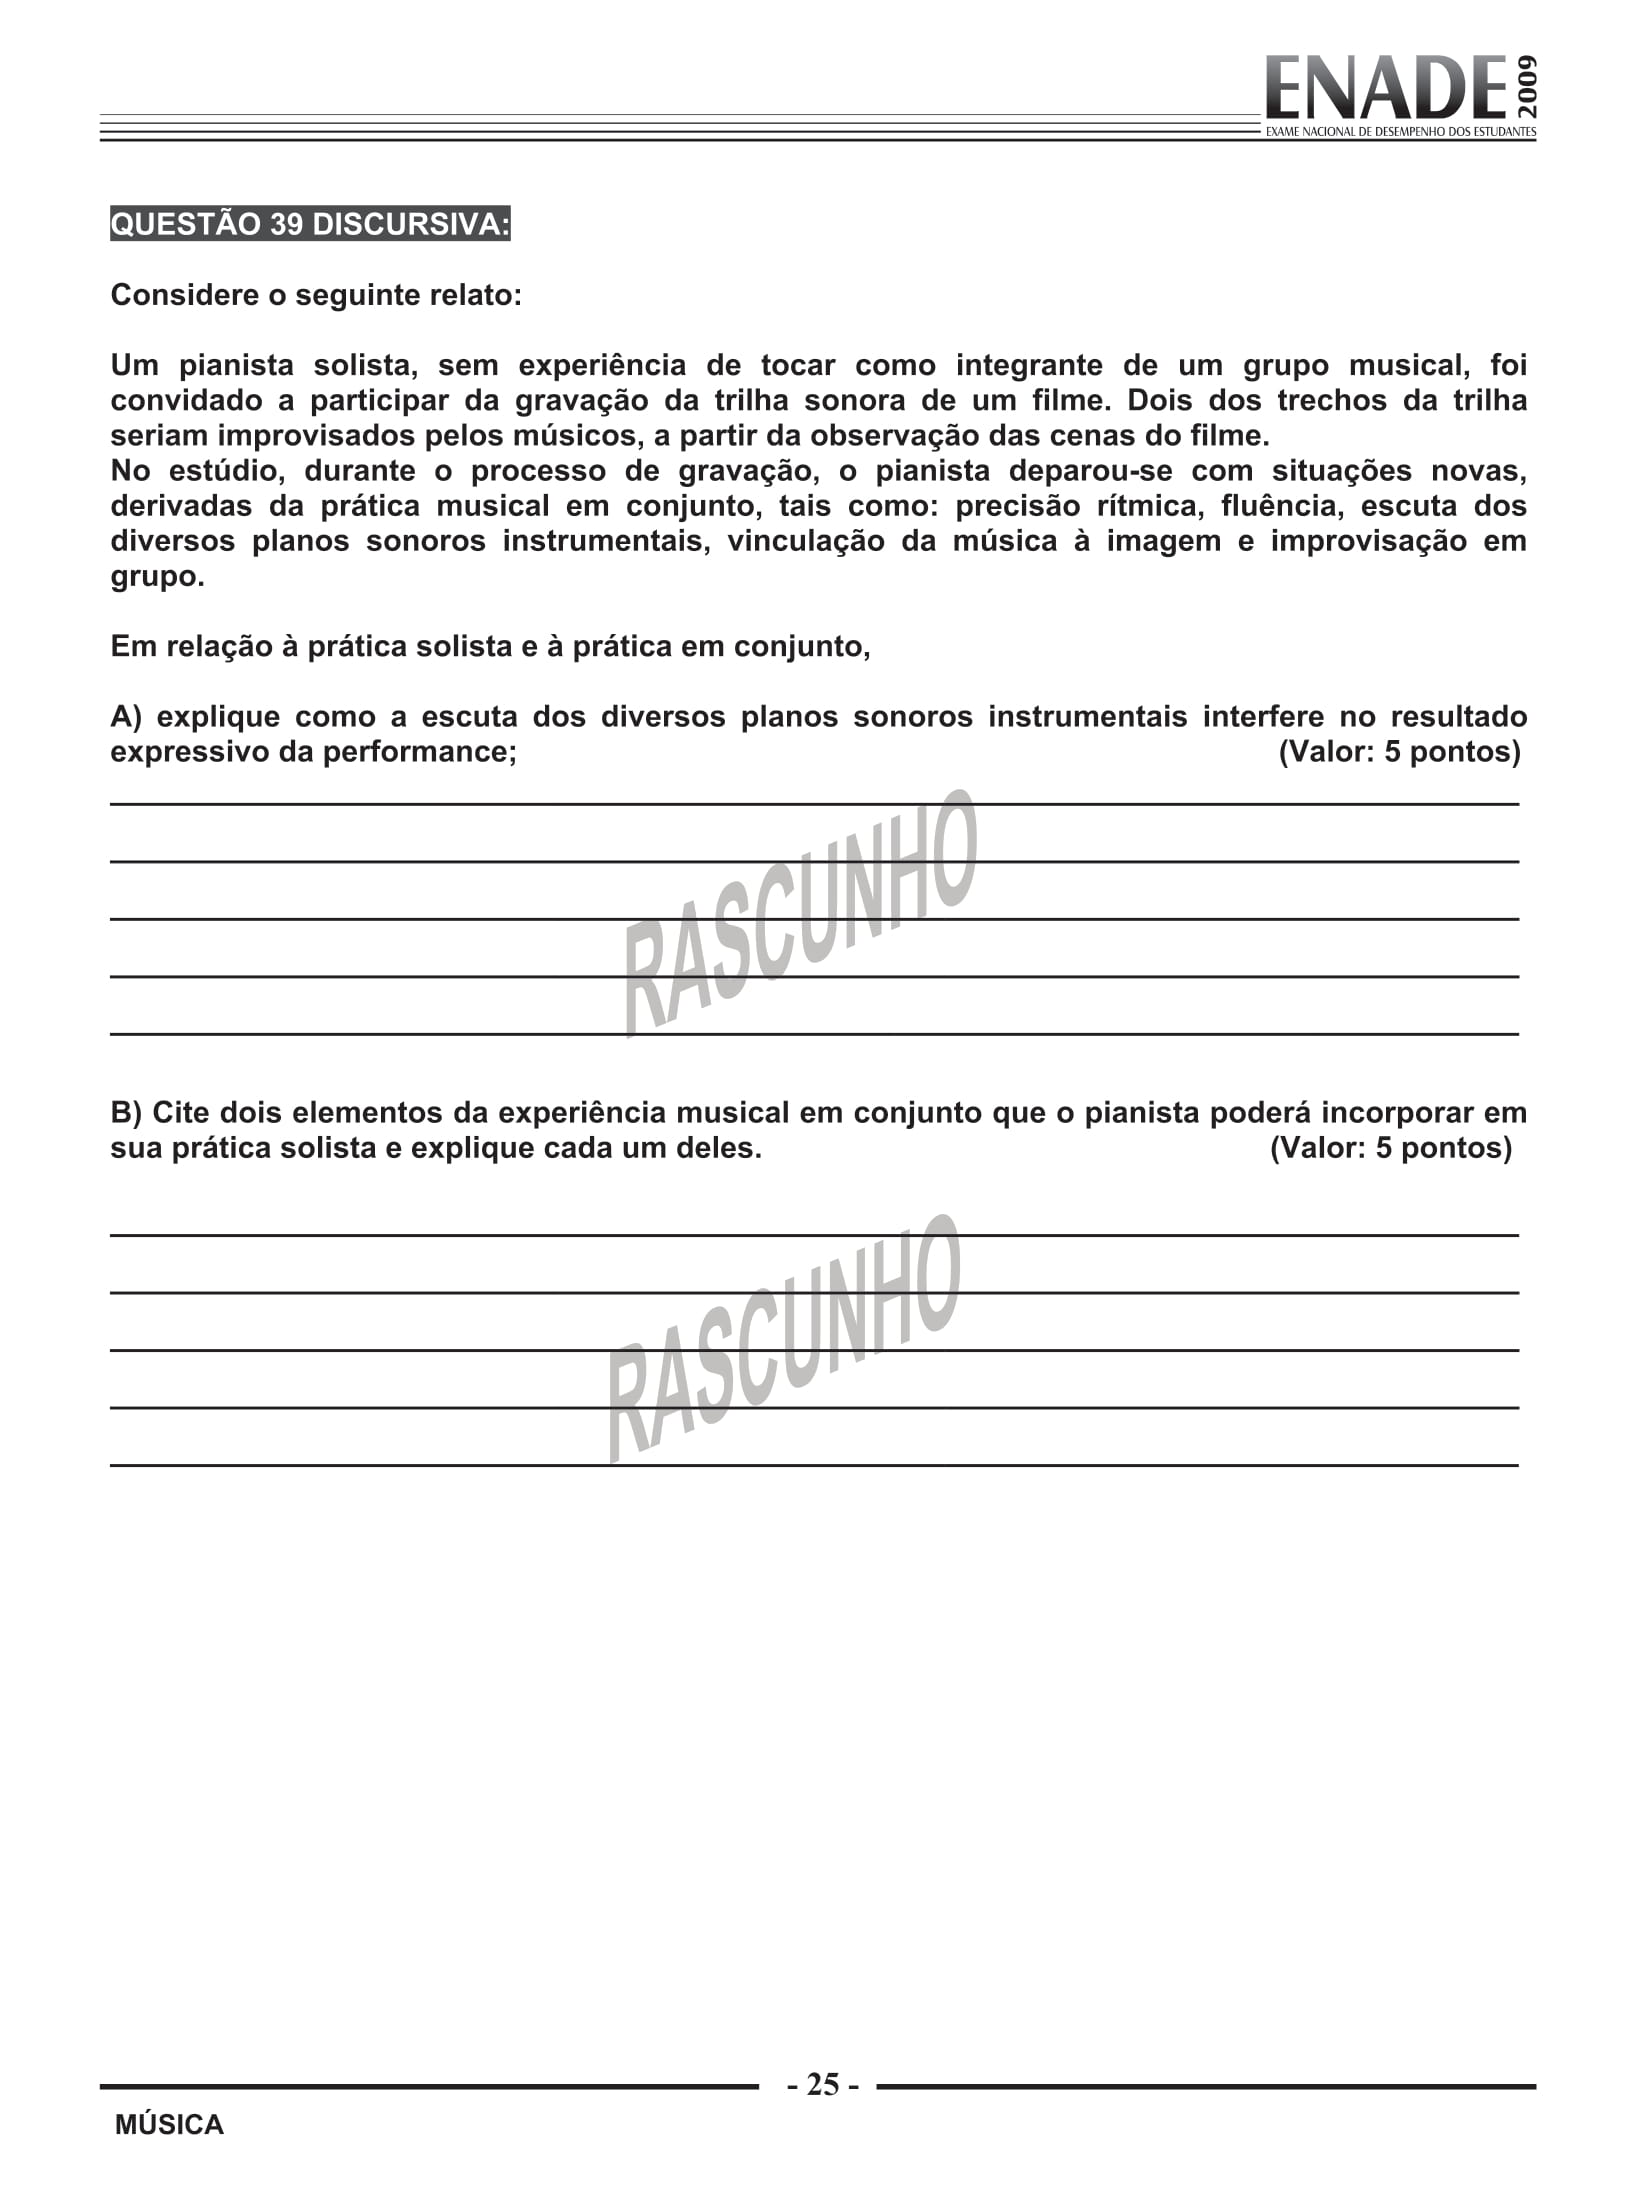 ENADE 2009
EXAME NACIONAL DE DESEMPENHO DOS ESTUDANTES
QUESTÃO 39 DISCURSIVA:
Considere o seguinte relato:
Um pianista solista, sem experiência de tocar como integrante de um grupo musical, foi
convidado a participar da gravação da trilha sonora de um filme. Dois dos trechos da trilha
seriam improvisados pelos músicos, a partir da observação das cenas do filme.
No estúdio, durante o processo de gravação, o pianista deparou-se com situações novas,
derivadas da prática musical em conjunto, tais como: precisão rítmica, fluência, escuta dos
diversos planos sonoros instrumentais, vinculação da música à imagem e improvisação em
grupo.
Em relação à prática solista e à prática em conjunto,
A) explique como a escuta dos diversos planos sonoros instrumentais interfere no resultado
expressivo da performance; (Valor: 5 pontos)
RASCUNHO
B) Cite dois elementos da experiência musical em conjunto que o pianista poderá incorporar em
sua prática solista e explique cada um deles. (Valor: 5 pontos)
RASCUNHO
- 25 -
MÚSICA